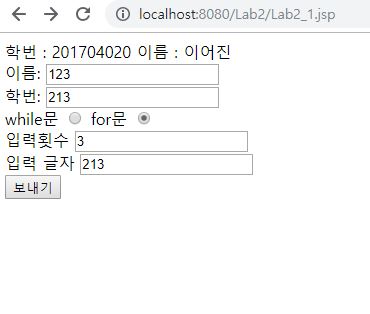 localhost:8080/Lab2/Lab2_1.jsp
학번 : 201704020 이름 : 이어진
이름: 123
학번: 213
while문 for문
입력횟수 3
입력 글자 213
보내기